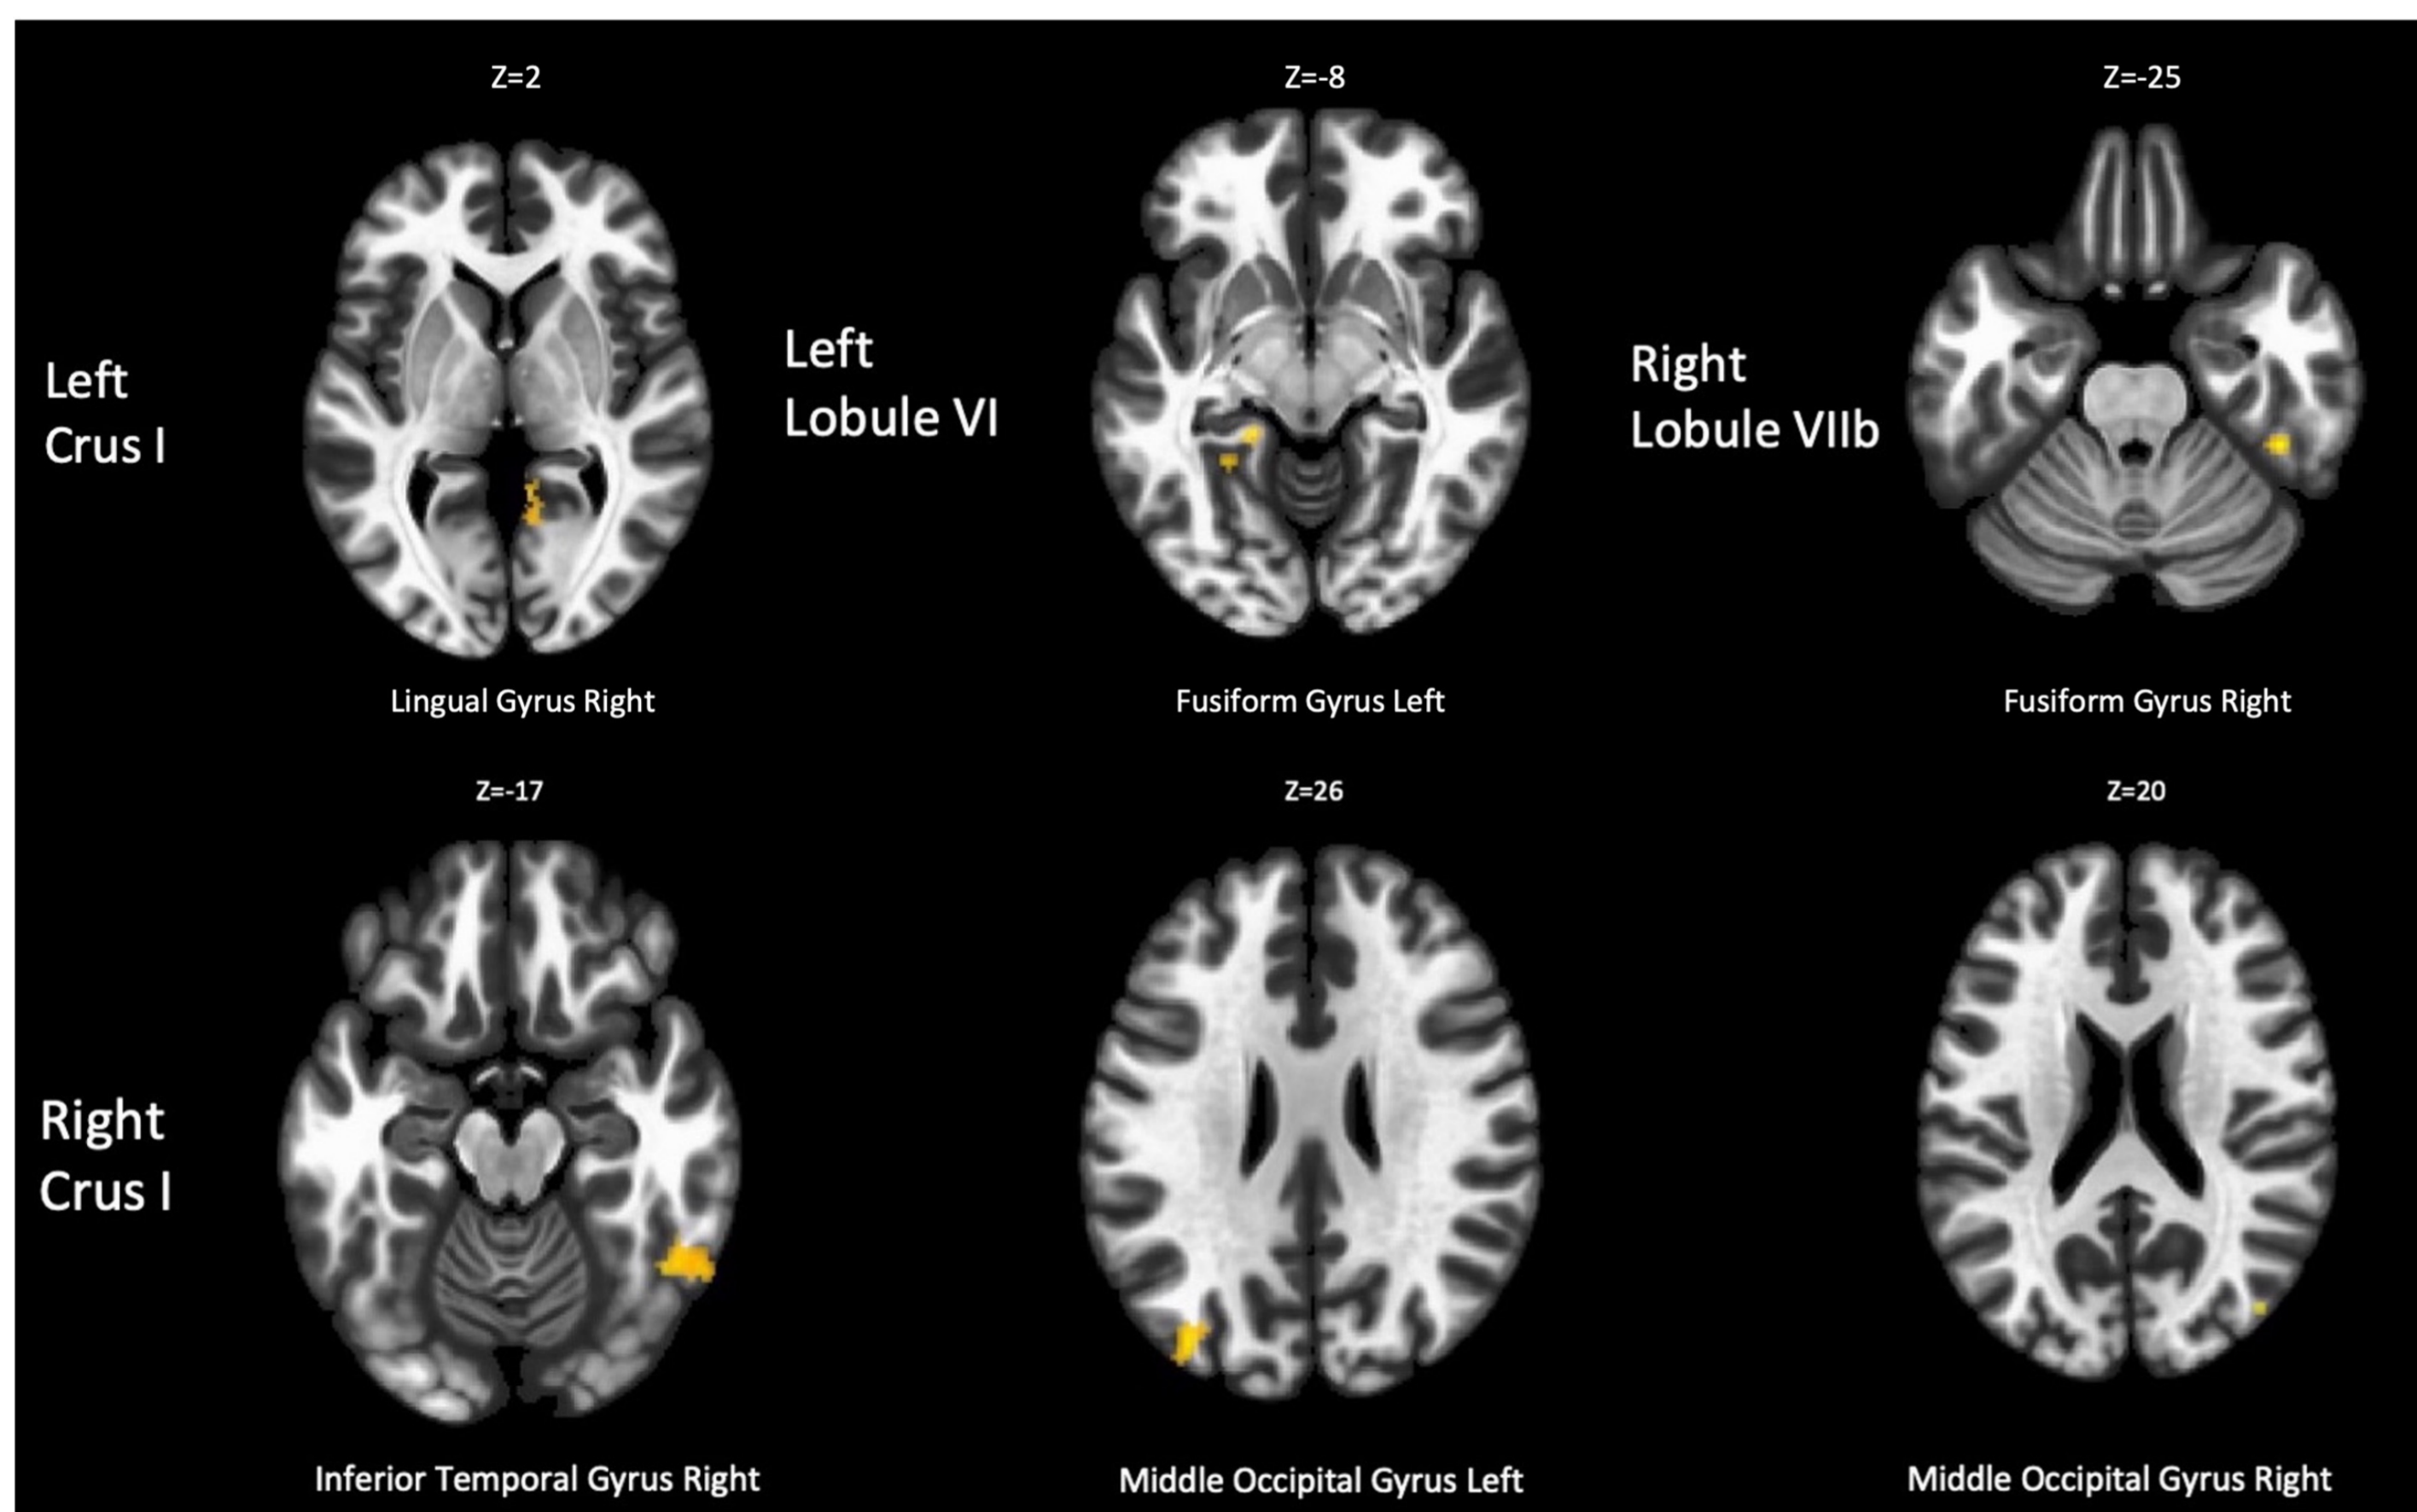 Z=2
Z=-8
Z=-25
Left
Crus I
Left
Lobule VI
Right
Lobule VIIb
Lingual Gyrus Right
Fusiform Gyrus Left
Fusiform Gyrus Right
Z=-17
Z=26
Z=20
Right
Crus I
Inferior Temporal Gyrus Right
Middle Occipital Gyrus Left
Middle Occipital Gyrus Right